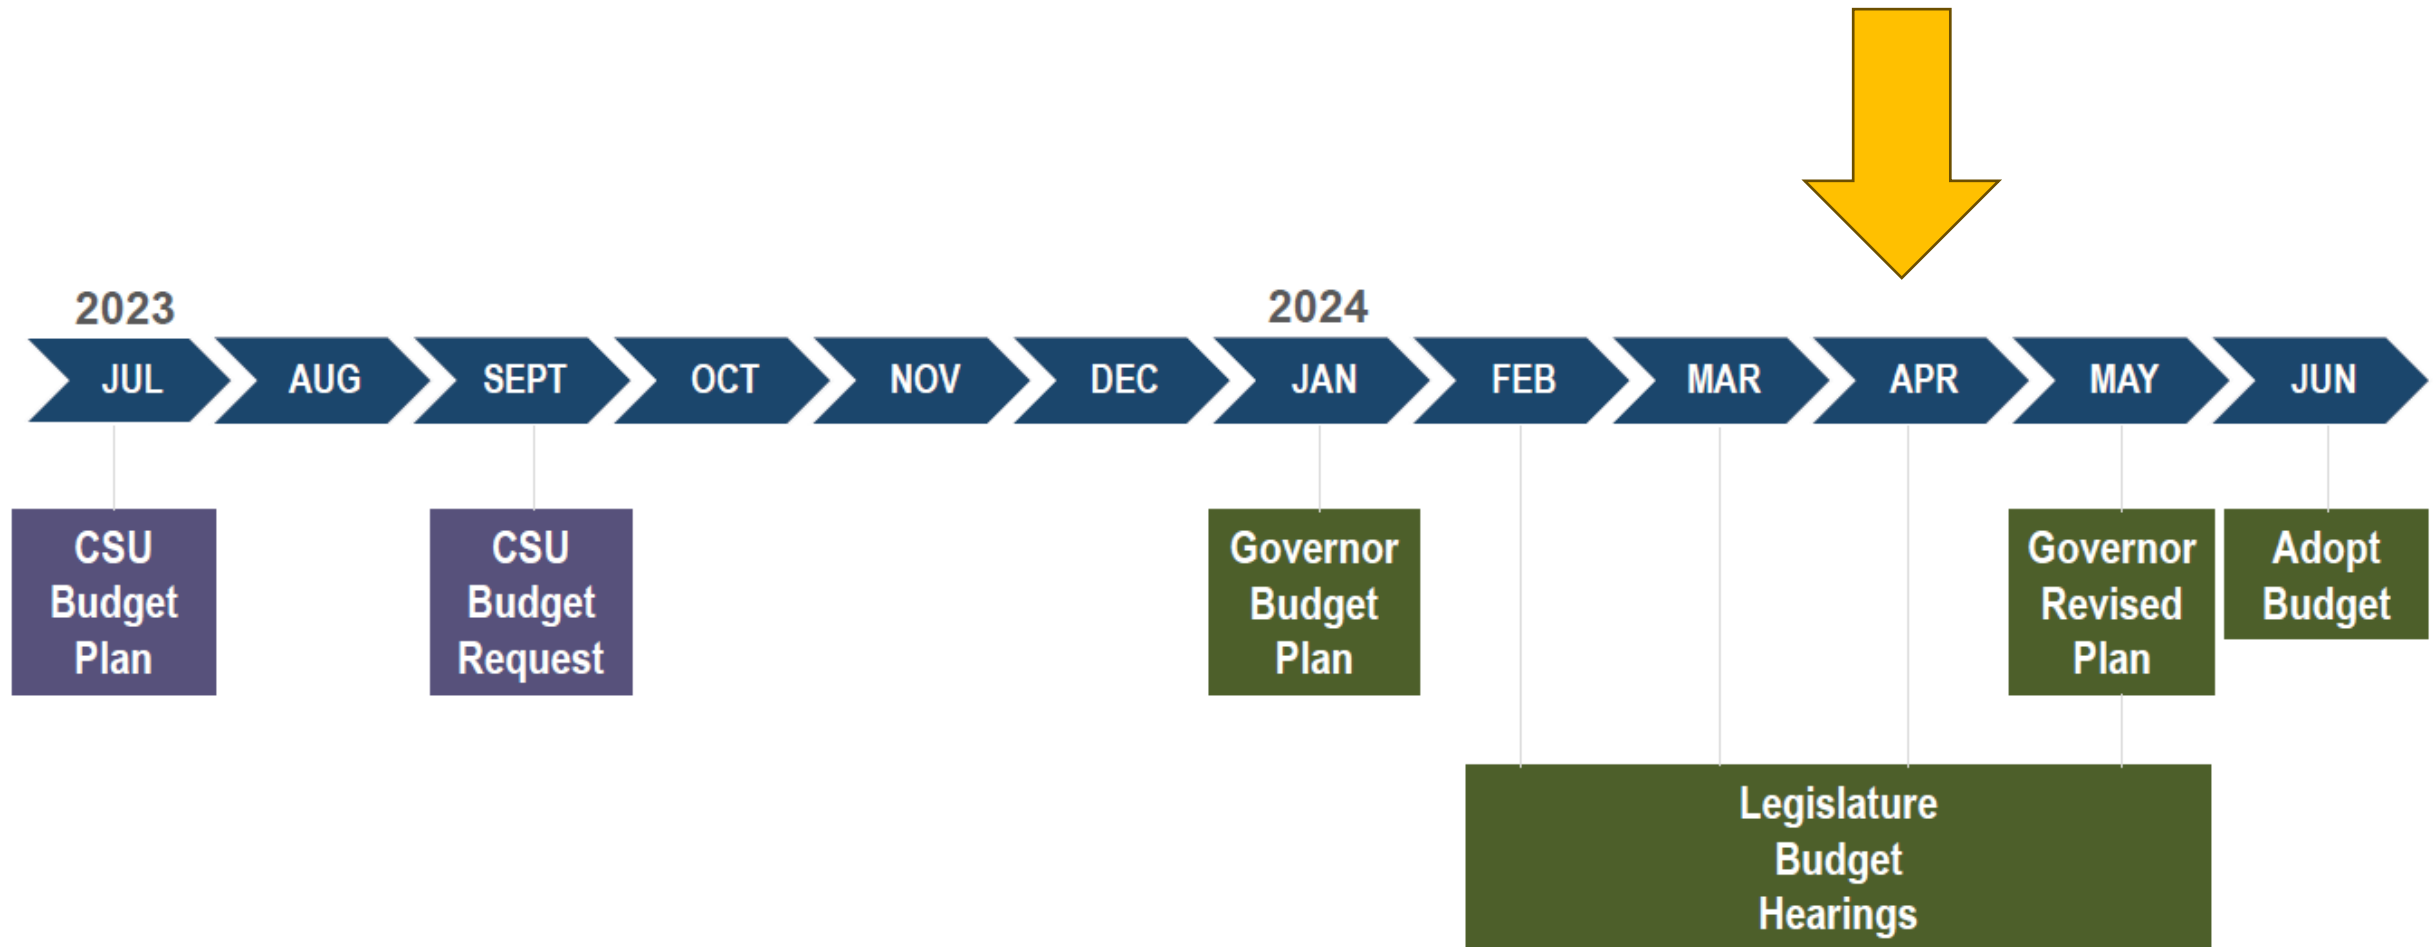 2023
2024
JUL
AUG
SEPT
OCT
NOV
DEC
JAN
FEB
MAR
APR
MAY
JUN
CSU
Budget
Plan
CSU
Budget
Request
Governor
Budget
Plan
Governor
Revised
Plan
Adopt
Budget
Legislature
Budget
Hearings